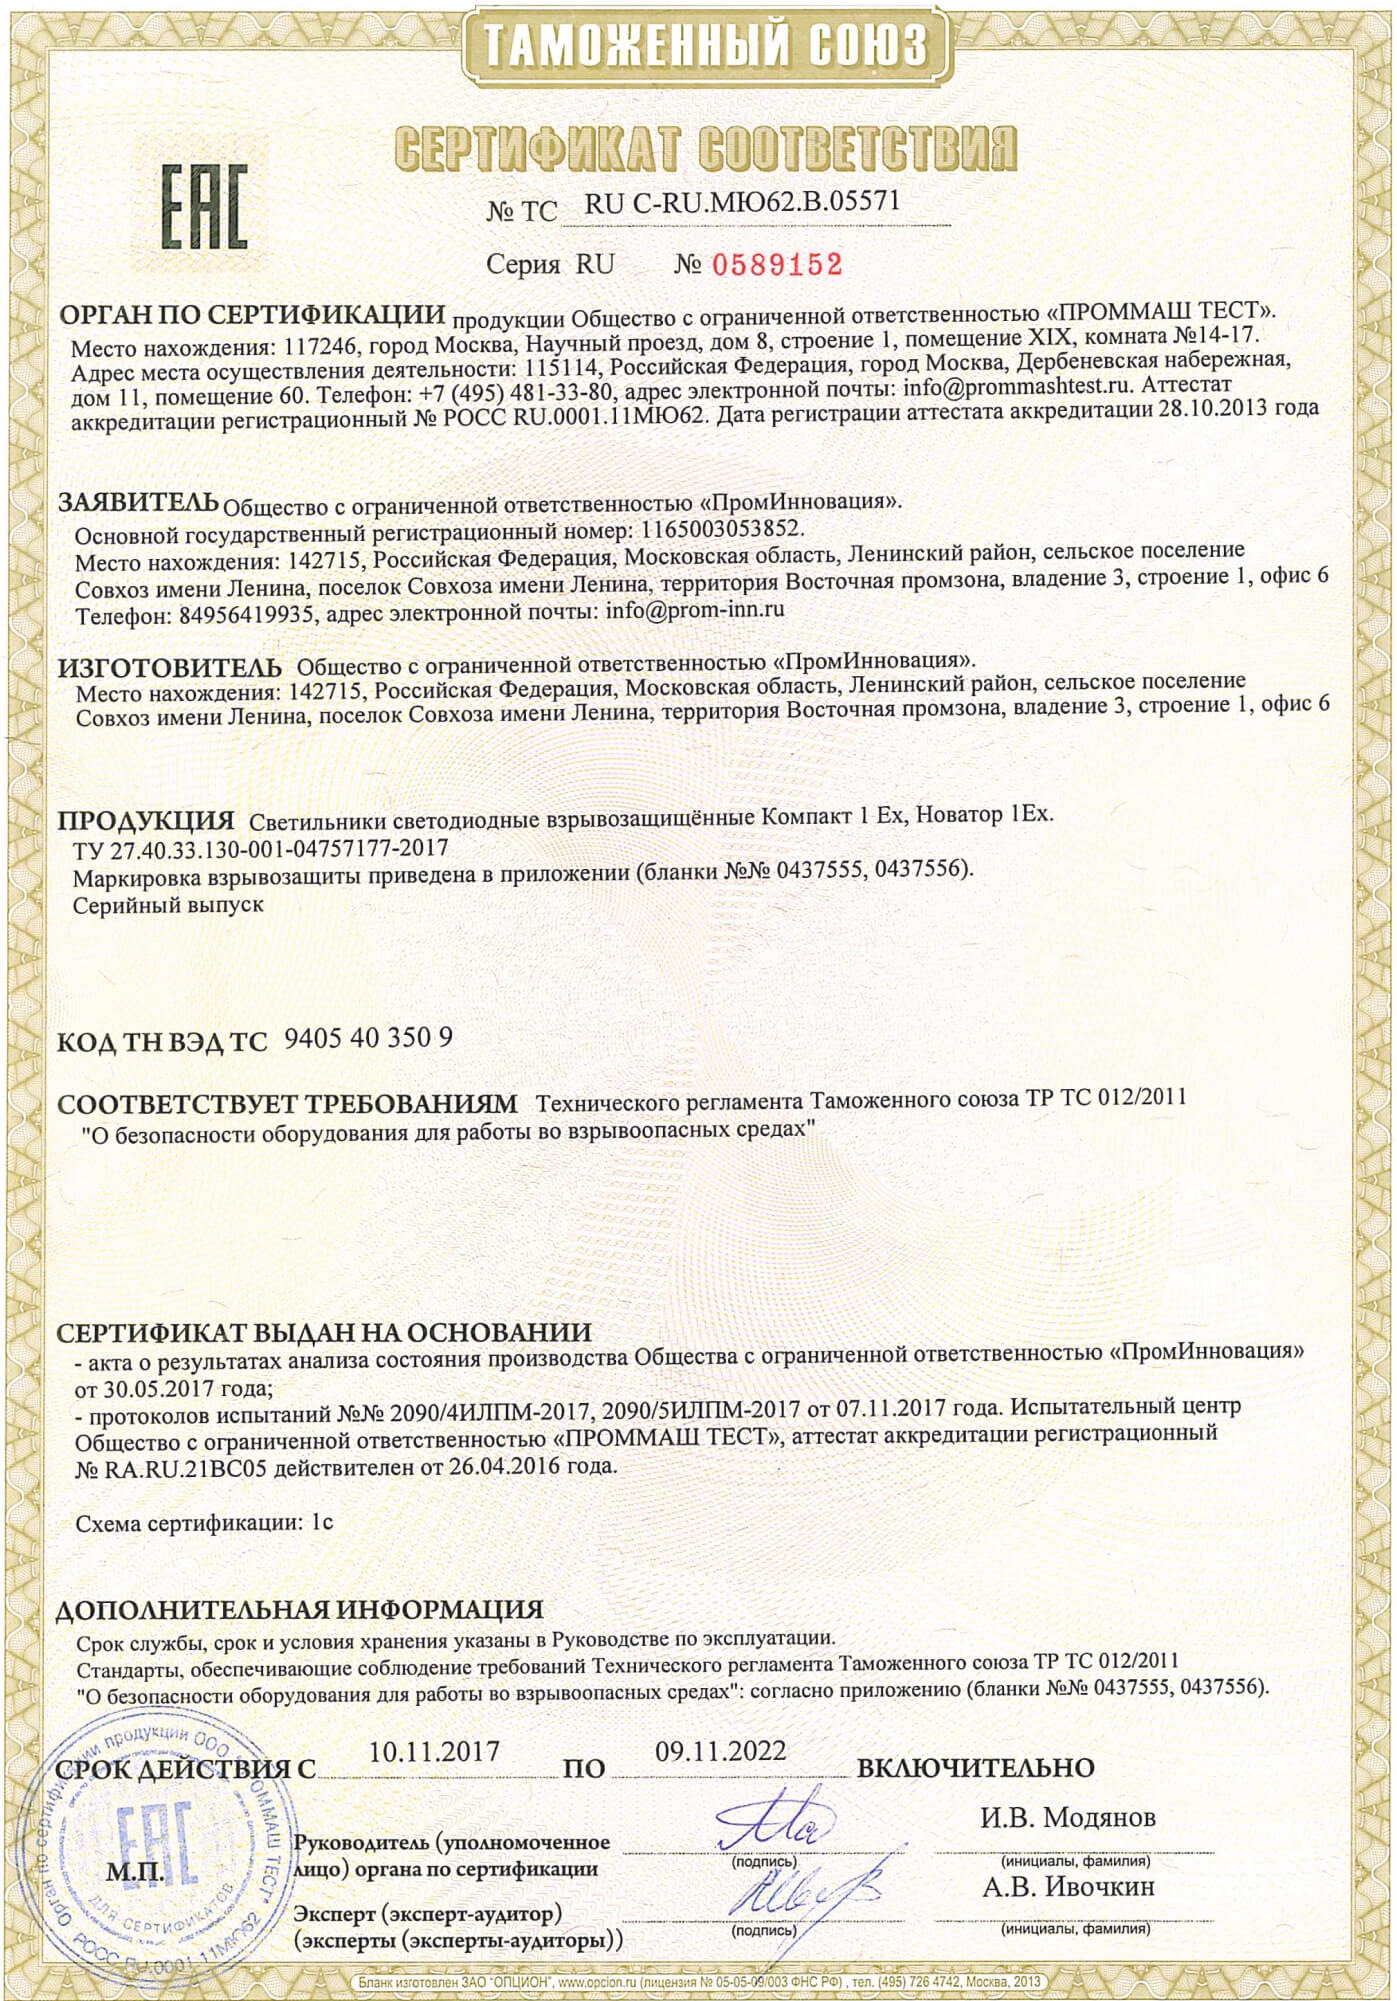 ТАМОЖЕННЫЙ СОЮЗ
СЕРТИФИКАТ СООТВЕТСТВИЯ
ЕАС
№ ТС RU С-RU.МЮ62.В.05571
Серия RU № 0589152
ОРГАН ПО СЕРТИФИКАЦИИ продукции Общество с ограниченной ответственностью «ПРОММАШ ТЕСТ».
Место нахождения: 117246, город Москва, Научный проезд, дом 8, строение 1, помещение XIX, комната №14-17.
Адрес места осуществления деятельности: 115114, Российская Федерация, город Москва, Дербеневская набережная,
дом 11, помещение 60. Телефон: +7 (495) 481-33-80, адрес электронной почты: info@prommashtest.ru. Аттестат
аккредитации регистрационный № РОСС RU.0001.11МЮ62. Дата регистрации аттестата аккредитации 28.10.2013 года
ЗАЯВИТЕЛЬ Общество с ограниченной ответственностью «ПромИнновация».
Основной государственный регистрационный номер: 1165003053852.
Место нахождения: 142715, Российская Федерация, Московская область, Ленинский район, сельское поселение
Совхоз имени Ленина, поселок Совхоза имени Ленина, территория Восточная промзона, владение 3, строение 1, офис 6
Телефон: 84956419935, адрес электронной почты: info@prom-inn.ru
ИЗГОТОВИТЕЛЬ Общество с ограниченной ответственностью «ПромИнновация».
Место нахождения: 142715, Российская Федерация, Московская область, Ленинский район, сельское поселение
Совхоз имени Ленина, поселок Совхоза имени Ленина, территория Восточная промзона, владение 3, строение 1, офис 6
ПРОДУКЦИЯ Светильники светодиодные взрывозащищённые Компакт 1 Ex, Новатор 1Ex.
ТУ 27.40.33.130-001-04757177-2017
Маркировка взрывозащиты приведена в приложении (бланки №№ 0437555, 0437556).
Серийный выпуск
КОД ТН ВЭД ТС 9405 40 350 9
СООТВЕТСТВУЕТ ТРЕБОВАНИЯМ Технического регламента Таможенного союза ТР ТС 012/2011
"О безопасности оборудования для работы во взрывоопасных средах"
СЕРТИФИКАТ ВЫДАН НА ОСНОВАНИИ
- акта о результатах анализа состояния производства Общества с ограниченной ответственностью «ПромИнновация»
от 30.05.2017 года;
- протоколов испытаний №№ 2090/4ИЛПМ-2017, 2090/5ИЛПМ-2017 от 07.11.2017 года. Испытательный центр
Общество с ограниченной ответственностью «ПРОММАШ ТЕСТ», аттестат аккредитации регистрационный
№ RA.RU.21ВС05 действителен от 26.04.2016 года.
Схема сертификации: 1с
ДОПОЛНИТЕЛЬНАЯ ИНФОРМАЦИЯ
Срок службы, срок и условия хранения указаны в Руководстве по эксплуатации.
Стандарты, обеспечивающие соблюдение требований Технического регламента Таможенного союза ТР ТС 012/2011
"О безопасности оборудования для работы во взрывоопасных средах": согласно приложению (бланки №№ 0437555, 0437556).
СРОК ДЕЙСТВИЯ С 10.11.2017 ПО 09.11.2022 ВКЛЮЧИТЕЛЬНО
Орган по сертификации продукции ООО "ПРОММАШ ТЕСТ"
ЕАС
ДЛЯ СЕРТИФИКАТОВ
РОСС RU.0001.11МЮ62
М.П.
Руководитель (уполномоченное
лицо) органа по сертификации
(подпись)
И.В. Модянов
(инициалы, фамилия)
Эксперт (эксперт-аудитор)
(эксперты (эксперты-аудиторы))
(подпись)
А.В. Ивочкин
(инициалы, фамилия)
Бланк изготовлен ЗАО "ОПЦИОН", www.opcion.ru (лицензия № 05-05-09/003 ФНС РФ) , тел. (495) 726 4742, Москва, 2013